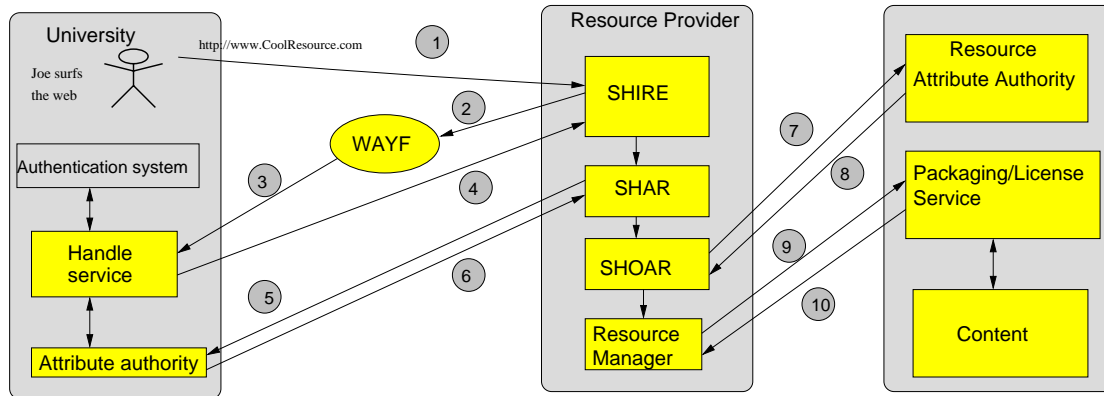 University
Joe surfs
the web
http://www.CoolResource.com
Authentication system
Handle
service
Attribute authority
WAYF
1
2
3
4
5
6
Resource Provider
SHIRE
SHAR
SHOAR
Resource
Manager
7
8
9
10
Resource
Attribute Authority
Packaging/License
Service
Content